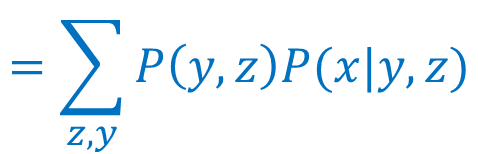 = ∑_{z,y} P(y,z)P(x|y,z)